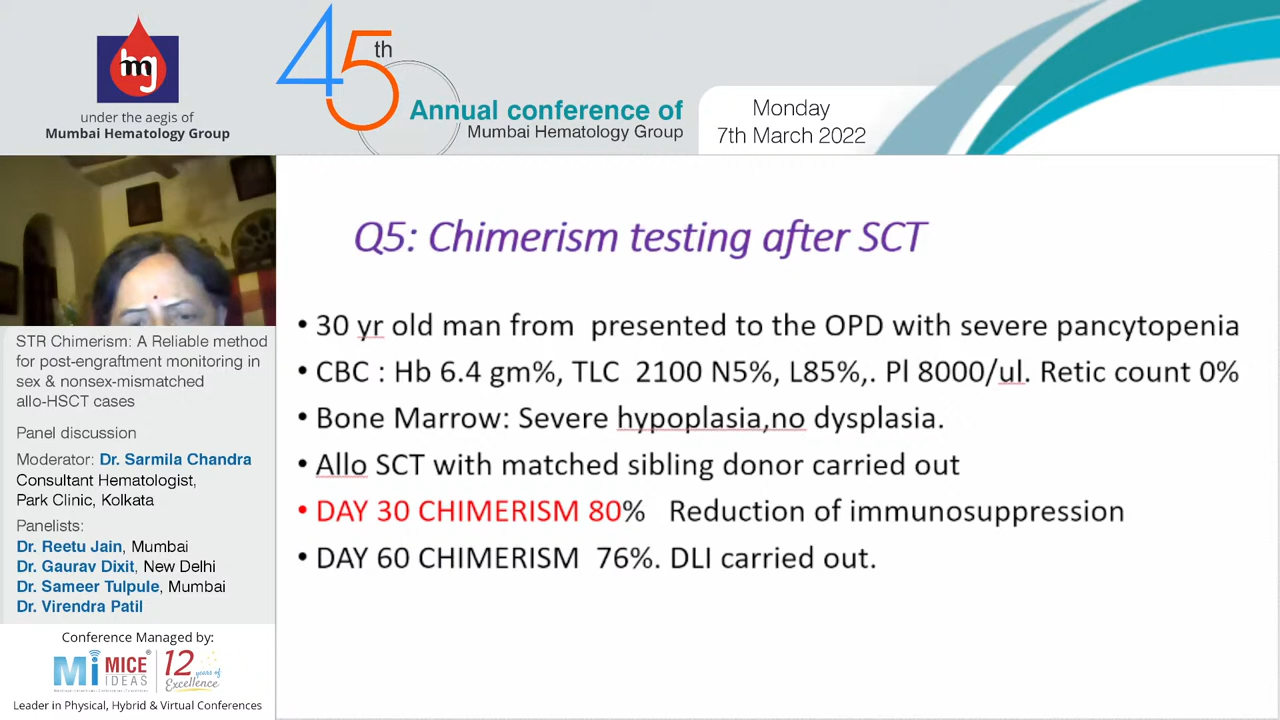 hmg
under the aegis of
Mumbai Hematology Group
45th
Annual conference of
Mumbai Hematology Group
Monday
7th March 2022
STR Chimerism: A Reliable method
for post-engraftment monitoring in
sex & nonsex-mismatched
allo-HSCT cases
Panel discussion
Moderator: Dr. Sarmila Chandra
Consultant Hematologist,
Park Clinic, Kolkata
Panelists:
Dr. Reetu Jain, Mumbai
Dr. Gaurav Dixit, New Delhi
Dr. Sameer Tulpule, Mumbai
Dr. Virendra Patil
Conference Managed by:
Mi MICE IDEAS 12 years of Excellence
Leader in Physical, Hybrid & Virtual Conferences
Q5: Chimerism testing after SCT
• 30 yr old man from presented to the OPD with severe pancytopenia
• CBC : Hb 6.4 gm%, TLC 2100 N5%, L85%,. Pl 8000/ul. Retic count 0%
• Bone Marrow: Severe hypoplasia,no dysplasia.
• Allo SCT with matched sibling donor carried out
• DAY 30 CHIMERISM 80% Reduction of immunosuppression
• DAY 60 CHIMERISM 76%. DLI carried out.